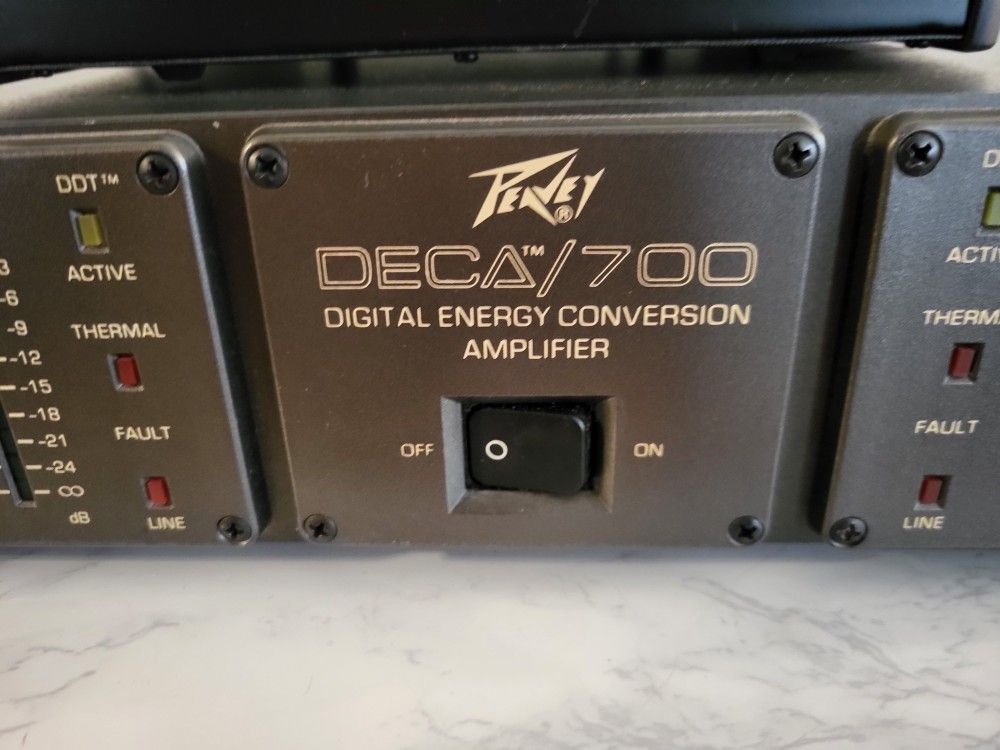 DDT™
ACTIVE
THERMAL
FAULT
LINE
3
-6
-9
-12
-15
-18
-21
-24
∞
dB
PEAVEY®
DECA™/700
DIGITAL ENERGY CONVERSION
AMPLIFIER
OFF
O
ON
D
ACTIV
THERMA
FAULT
LINE